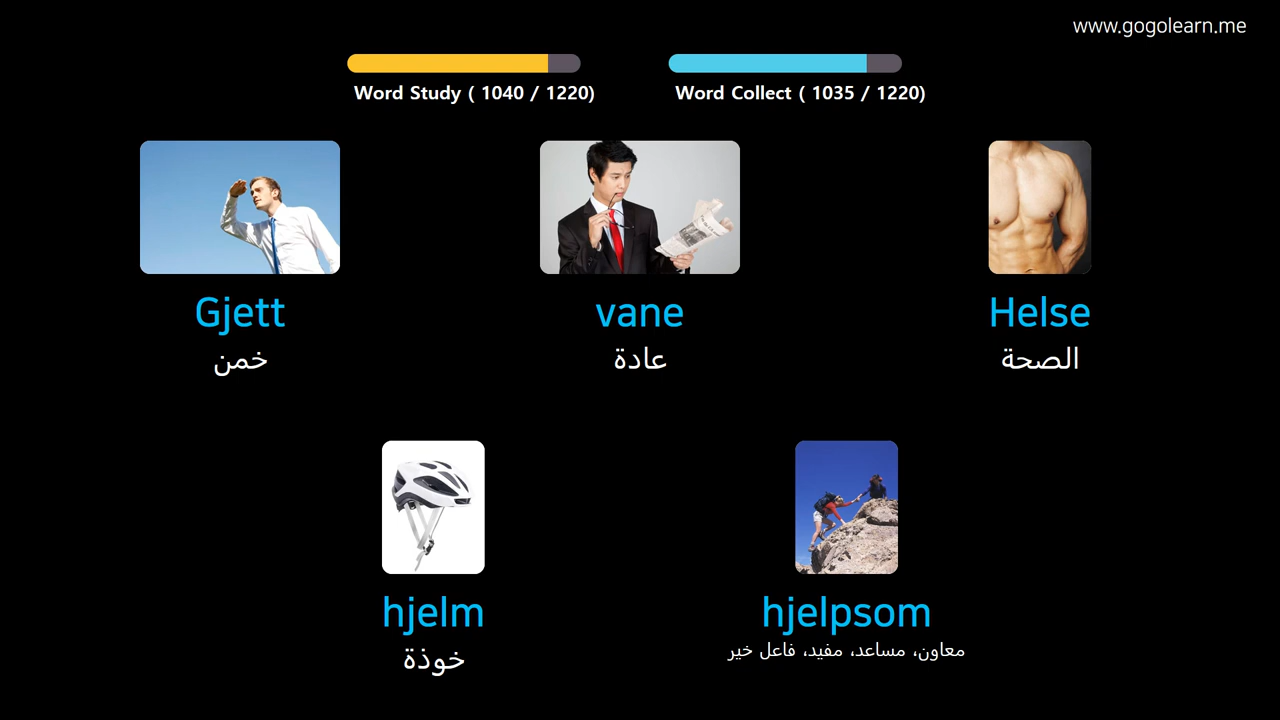 www.gogolearn.me
Word Study ( 1040 / 1220)
Word Collect ( 1035 / 1220)
Gjett
خمن
vane
عادة
Helse
الصحة
hjelm
خوذة
hjelpsom
معاون، مساعد، مفيد، فاعل خير